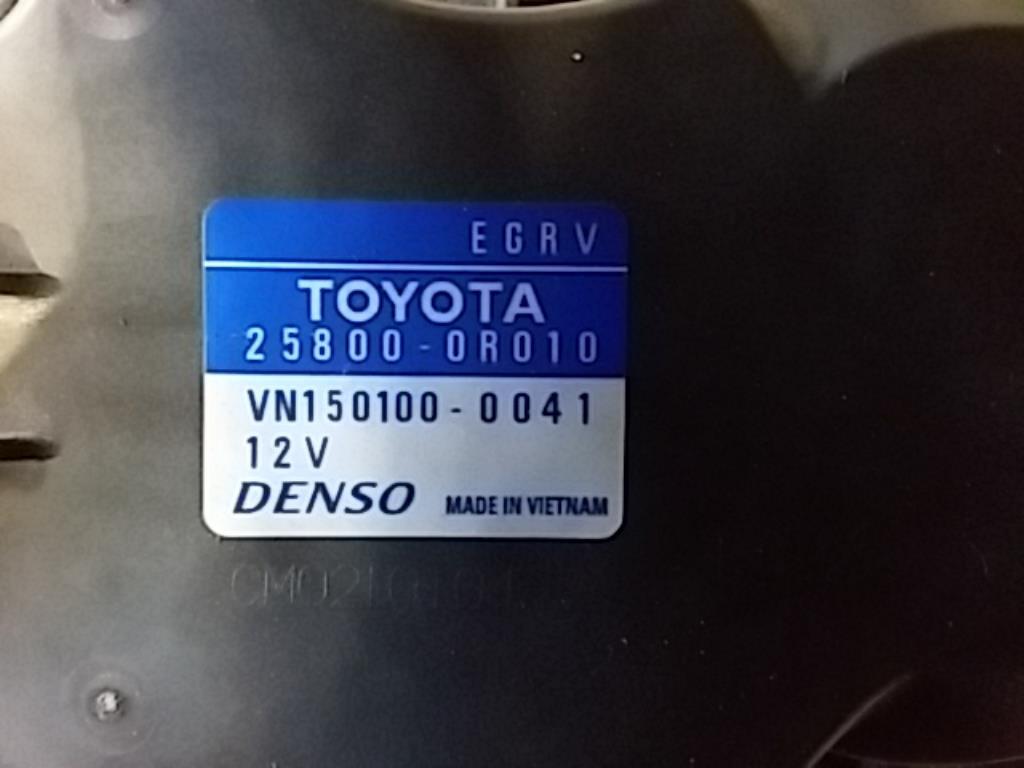 EGRV
TOYOTA
25800-0R010
VN150100-0041
12V
DENSO MADE IN VIETNAM